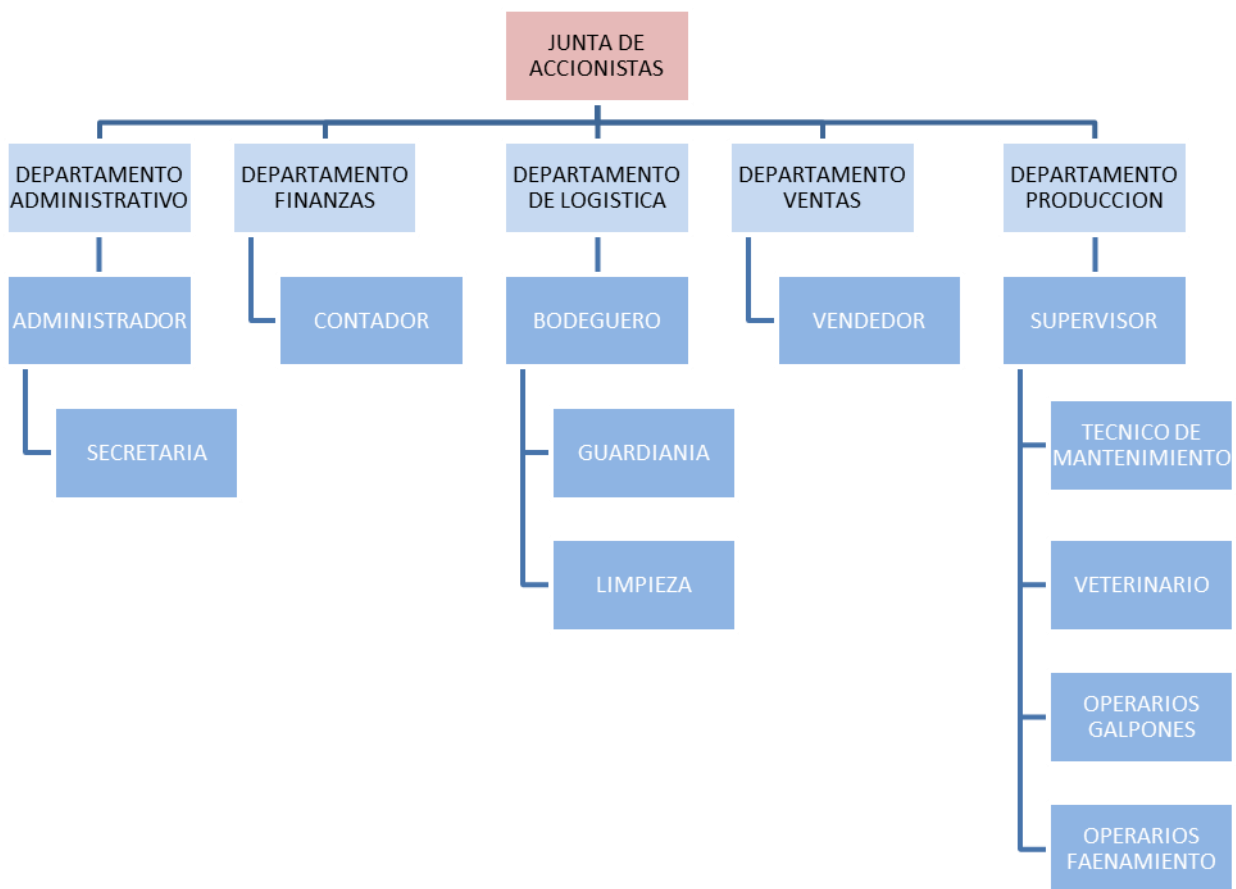 JUNTA DE
ACCIONISTAS
DEPARTAMENTO
ADMINISTRATIVO
DEPARTAMENTO
FINANZAS
DEPARTAMENTO
DE LOGISTICA
DEPARTAMENTO
VENTAS
DEPARTAMENTO
PRODUCCION
ADMINISTRADOR
CONTADOR
BODEGUERO
VENDEDOR
SUPERVISOR
SECRETARIA
GUARDIANIA
TECNICO DE
MANTENIMIENTO
LIMPIEZA
VETERINARIO
OPERARIOS
GALPONES
OPERARIOS
FAENAMIENTO